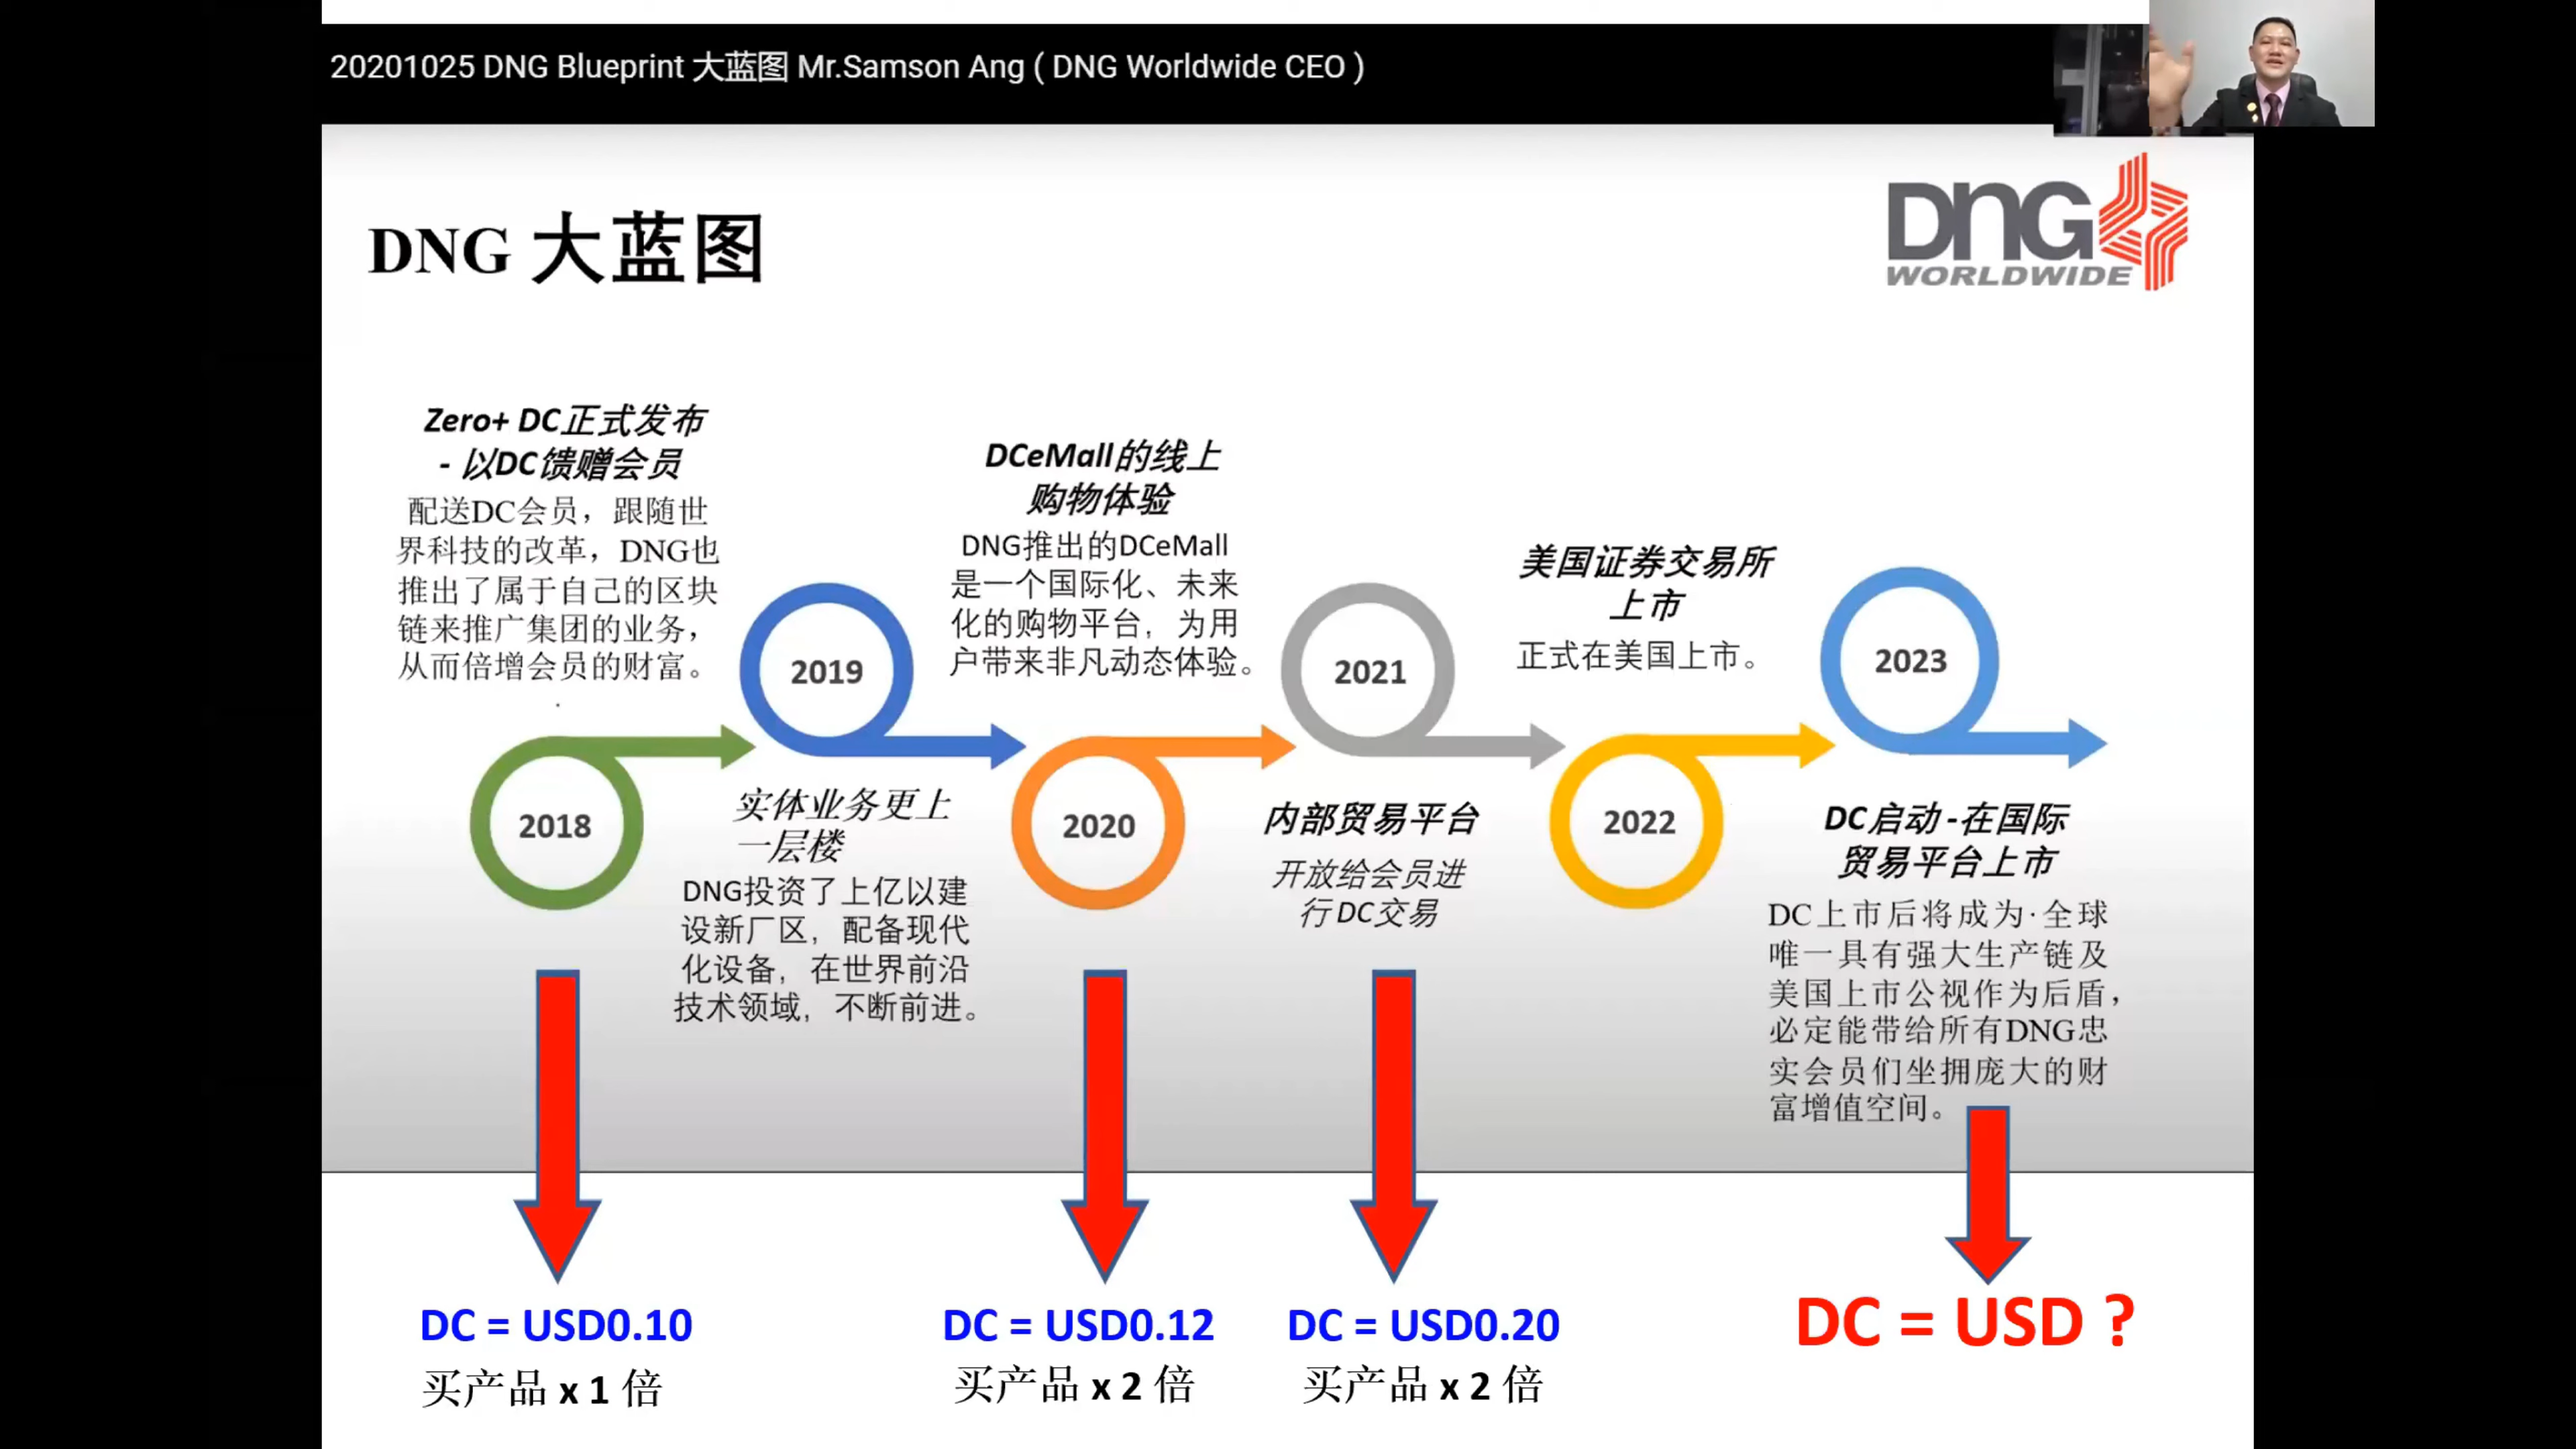 20201025 DNG Blueprint 大蓝图 Mr.Samson Ang ( DNG Worldwide CEO )
DNG 大蓝图
DNG
WORLDWIDE
Zero+ DC正式发布
- 以DC馈赠会员
配送DC会员，跟随世
界科技的改革，DNG也
推出了属于自己的区块
链来推广集团的业务，
从而倍增会员的财富。
2018
2019
实体业务更上
一层楼
DNG投资了上亿以建
设新厂区，配备现代
化设备，在世界前沿
技术领域，不断前进。
DCeMall的线上
购物体验
DNG推出的DCeMall
是一个国际化、未来
化的购物平台，为用
户带来非凡动态体验。
2020
2021
内部贸易平台
开放给会员进
行DC交易
美国证券交易所
上市
正式在美国上市。
2022
2023
DC启动-在国际
贸易平台上市
DC上市后将成为·全球
唯一具有强大生产链及
美国上市公视作为后盾，
必定能带给所有DNG忠
实会员们坐拥庞大的财
富增值空间。
DC = USD0.10
买产品 x 1 倍
DC = USD0.12
买产品 x 2 倍
DC = USD0.20
买产品 x 2 倍
DC = USD ?